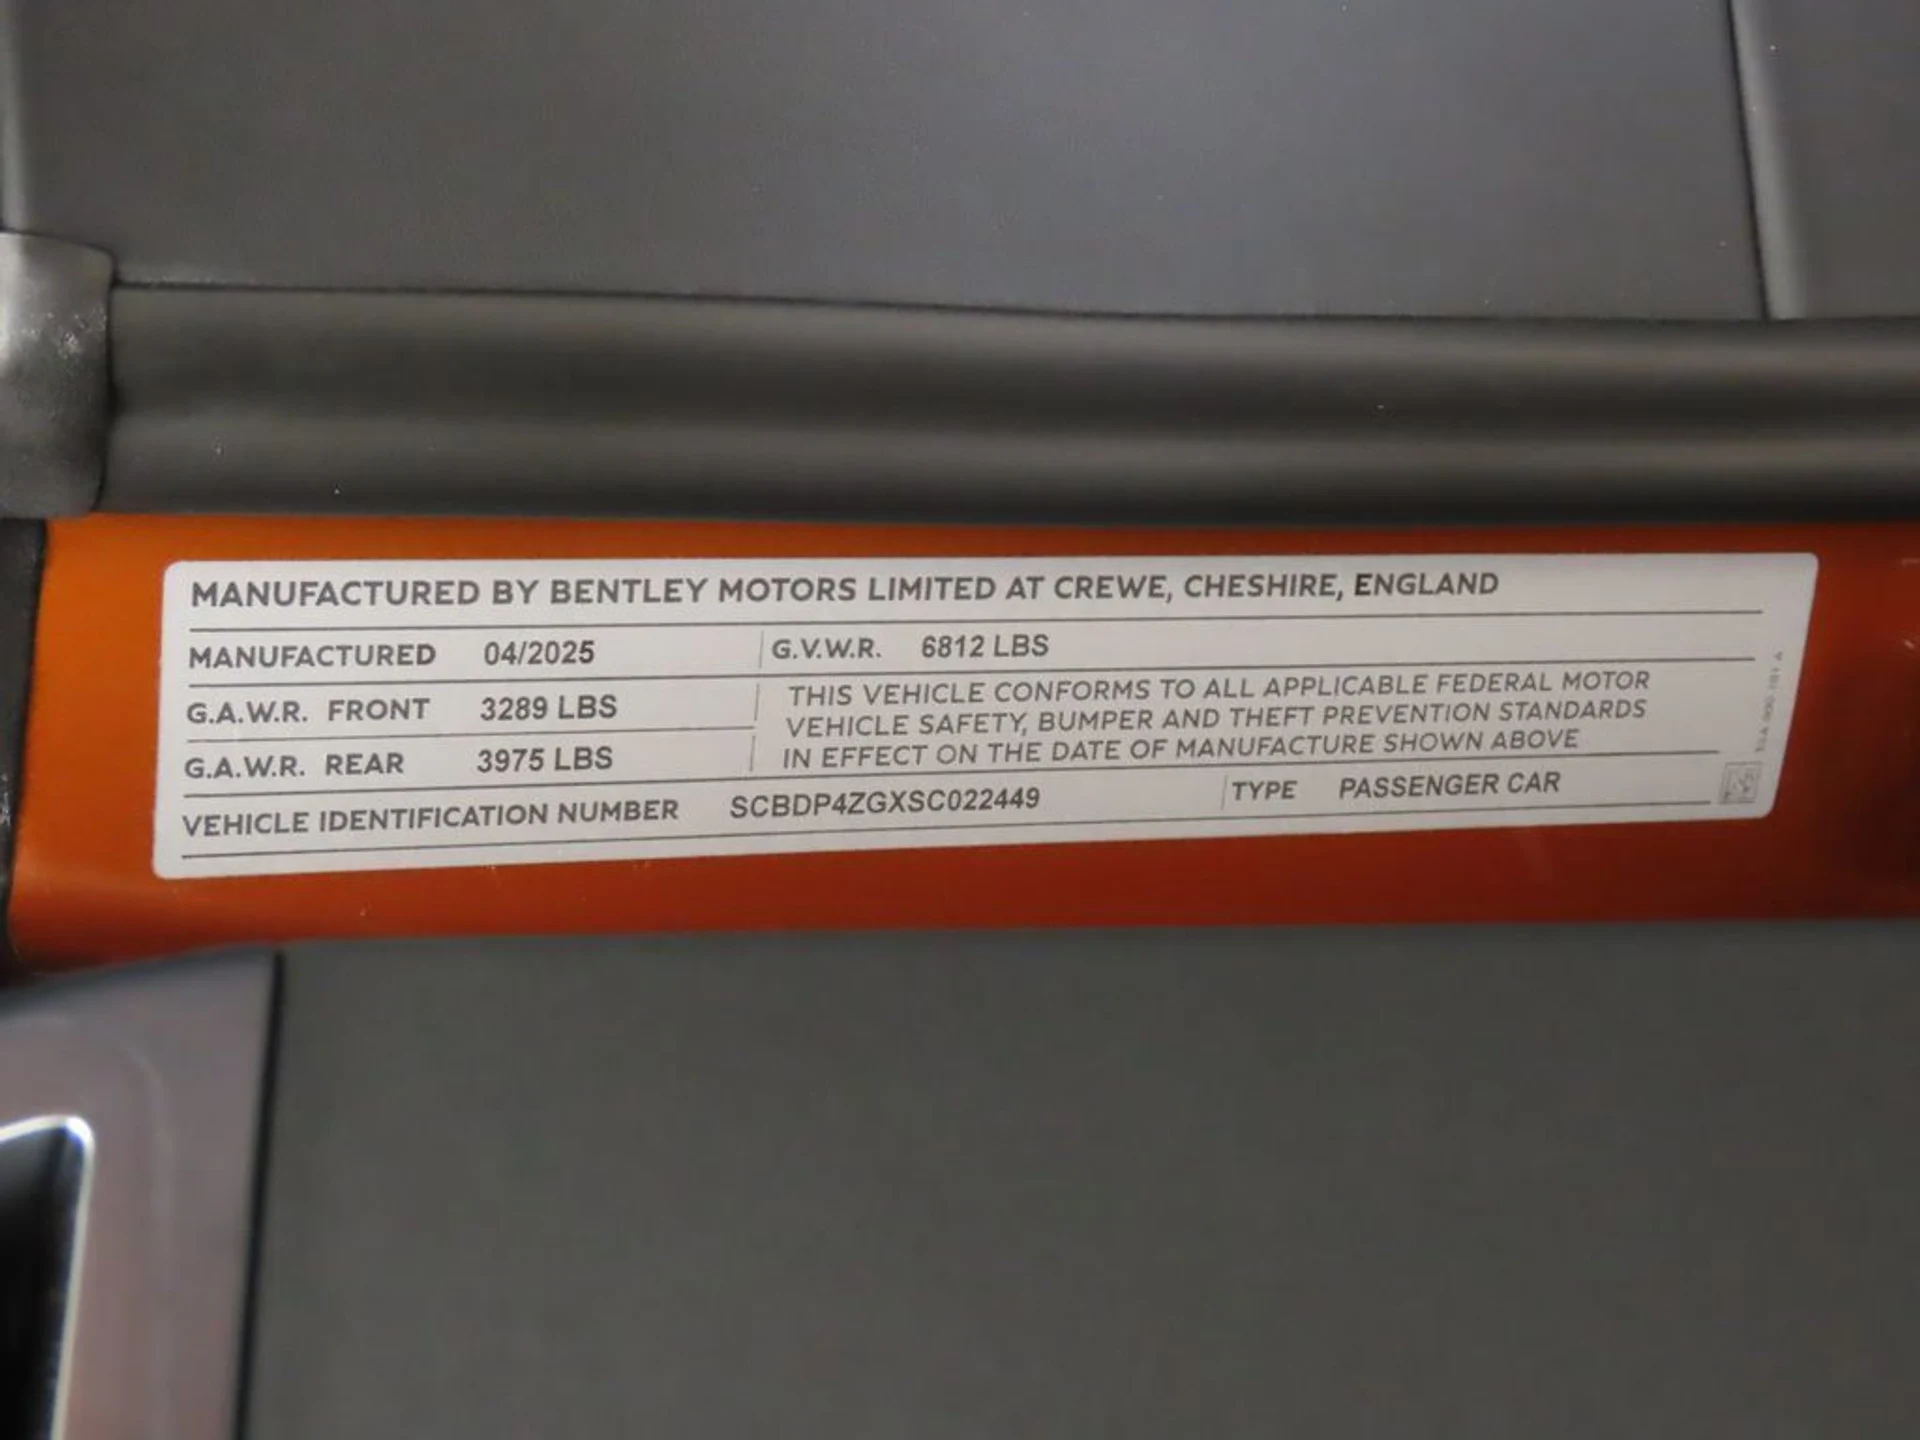 MANUFACTURED BY BENTLEY MOTORS LIMITED AT CREWE, CHESHIRE, ENGLAND
MANUFACTURED 04/2025 G.V.W.R. 6812 LBS
G.A.W.R. FRONT 3289 LBS
G.A.W.R. REAR 3975 LBS
THIS VEHICLE CONFORMS TO ALL APPLICABLE FEDERAL MOTOR
VEHICLE SAFETY, BUMPER AND THEFT PREVENTION STANDARDS
IN EFFECT ON THE DATE OF MANUFACTURE SHOWN ABOVE
VEHICLE IDENTIFICATION NUMBER SCBDP4ZGXSC022449 TYPE PASSENGER CAR